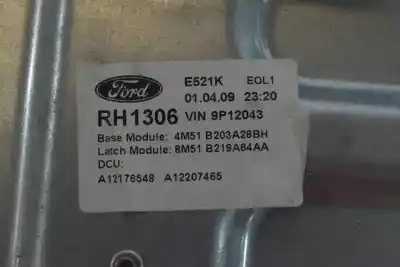 Ford E521K EOL1
01.04.09 23:20
RH1306 VIN 9P12043
Base Module: 4M51 B203A28BH
Latch Module: 8M51 B219A64AA
DCU:
A12176548 A12207465